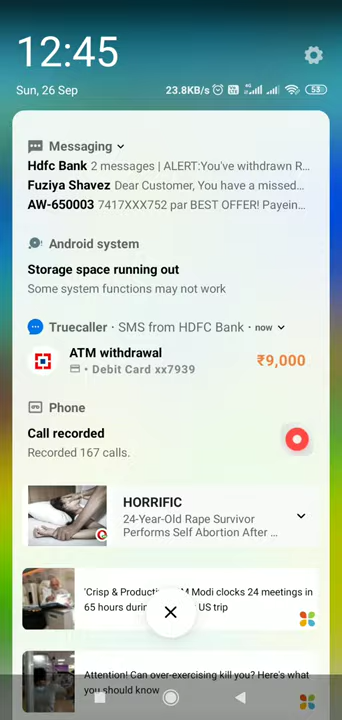 12:45
Sun, 26 Sep
23.8KB/s 4G 53
Messaging
Hdfc Bank 2 messages | ALERT:You've withdrawn R...
Fuziya Shavez Dear Customer, You have a missed...
AW-650003 7417XXX752 par BEST OFFER! Payein...
Android system
Storage space running out
Some system functions may not work
Truecaller · SMS from HDFC Bank · now
ATM withdrawal
₹9,000
• Debit Card xx7939
Phone
Call recorded
Recorded 167 calls.
HORRIFIC
24-Year-Old Rape Survivor
Performs Self Abortion After ...
'Crisp & Producti M Modi clocks 24 meetings in
65 hours durin US trip
Attention! Can over-exercising kill you? Here's what
you should know